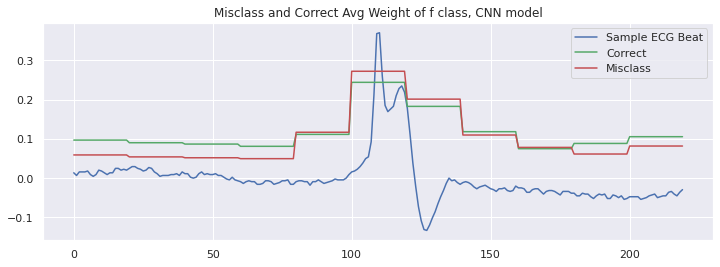 Misclass and Correct Avg Weight of f class, CNN model
Sample ECG Beat
Correct
Misclass
0.3
0.2
0.1
0.0
−0.1
0
50
100
150
200